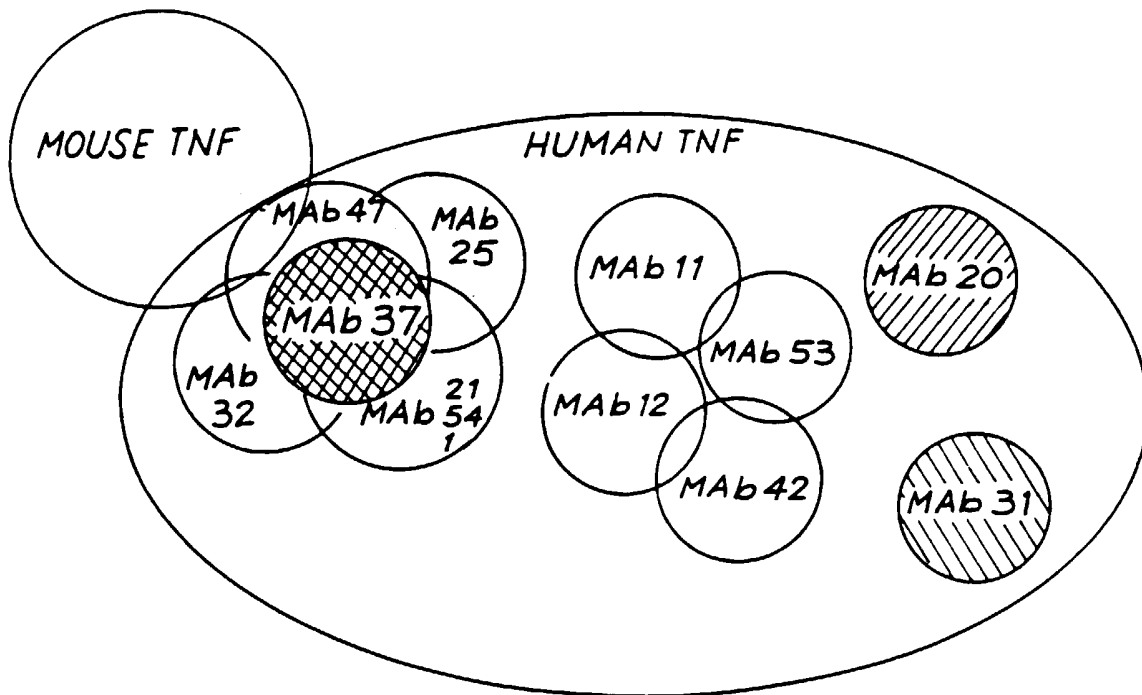 MOUSE TNF
HUMAN TNF
MAb 47
MAb
25
MAb 37
MAb
32
MAb 21
54
1
MAb 11
MAb 53
MAb 12
MAb 42
MAb 20
MAb 31